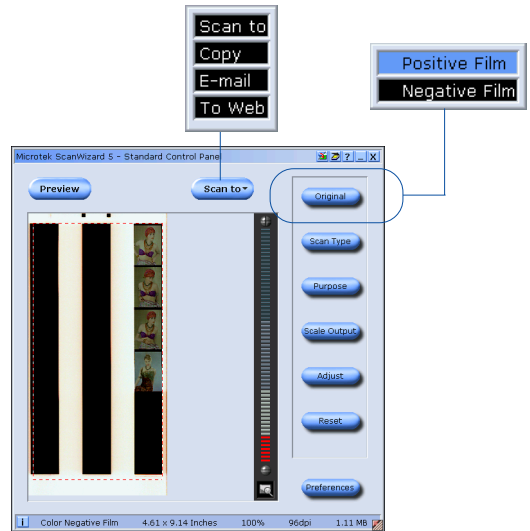 Scan to
Copy
E-mail
To Web
Positive Film
Negative Film
Microtek ScanWizard 5 - Standard Control Panel
? _ X
Preview
Scan to
Original
Scan Type
Purpose
Scale Output
Adjust
Reset
Preferences
i Color Negative Film 4.61 x 9.14 Inches 100% 96dpi 1.11 MB